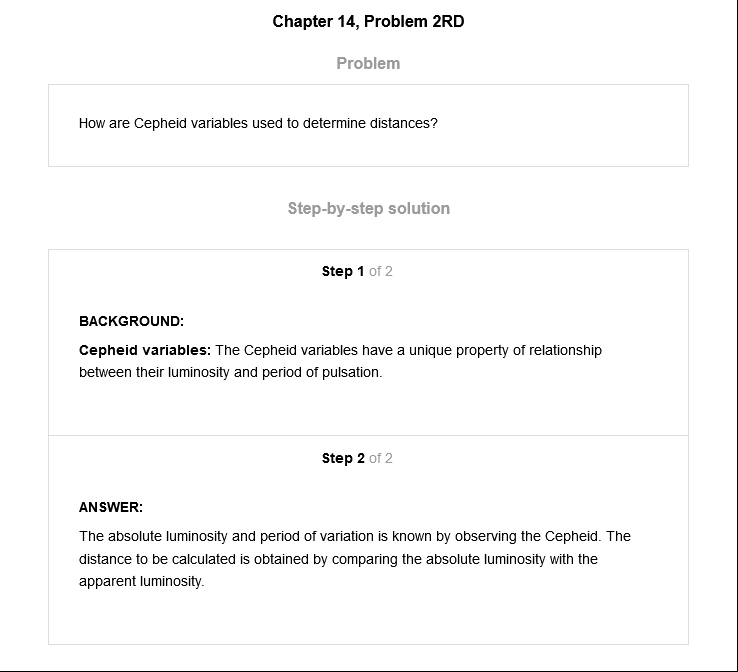 Chapter 14, Problem 2RD
Problem
How are Cepheid variables used to determine distances?
Step-by-step solution
Step 1 of 2
BACKGROUND:
Cepheid variables: The Cepheid variables have a unique property of relationship
between their luminosity and period of pulsation.
Step 2 of 2
ANSWER:
The absolute luminosity and period of variation is known by observing the Cepheid. The
distance to be calculated is obtained by comparing the absolute luminosity with the
apparent luminosity.